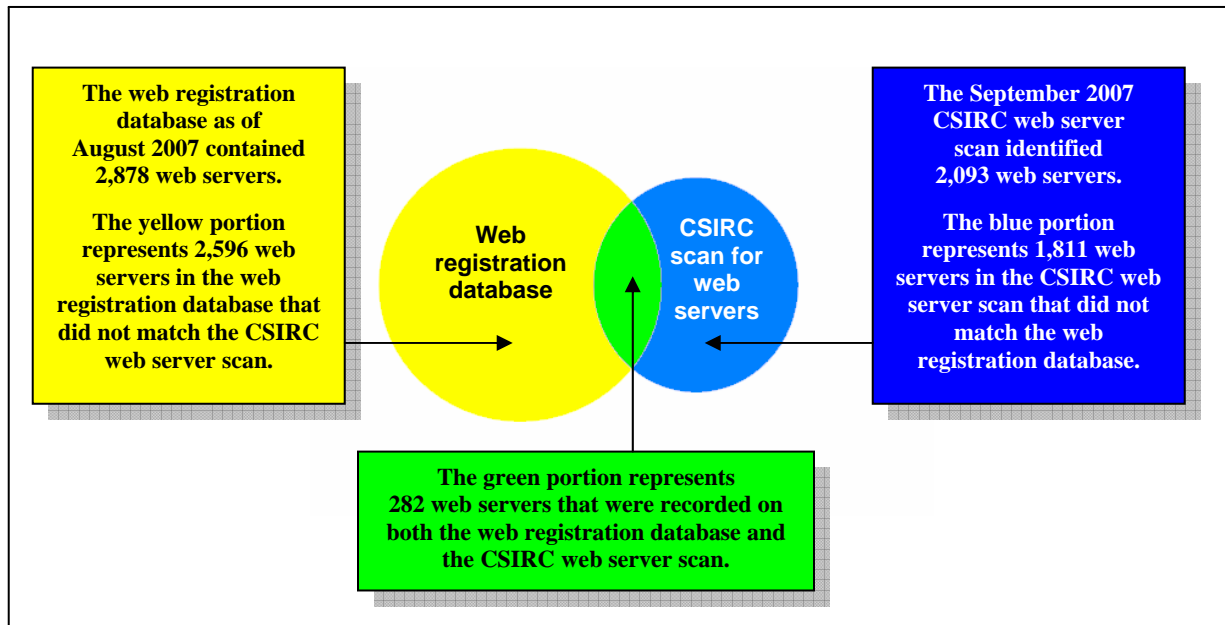 The web registration
database as of
August 2007 contained
2,878 web servers.
The yellow portion
represents 2,596 web
servers in the web
registration database that
did not match the CSIRC
web server scan.
Web
registration
database
CSIRC
scan for
web
servers
The September 2007
CSIRC web server
scan identified
2,093 web servers.
The blue portion
represents 1,811 web
servers in the CSIRC web
server scan that did not
match the web
registration database.
The green portion represents
282 web servers that were recorded on
both the web registration database and
the CSIRC web server scan.